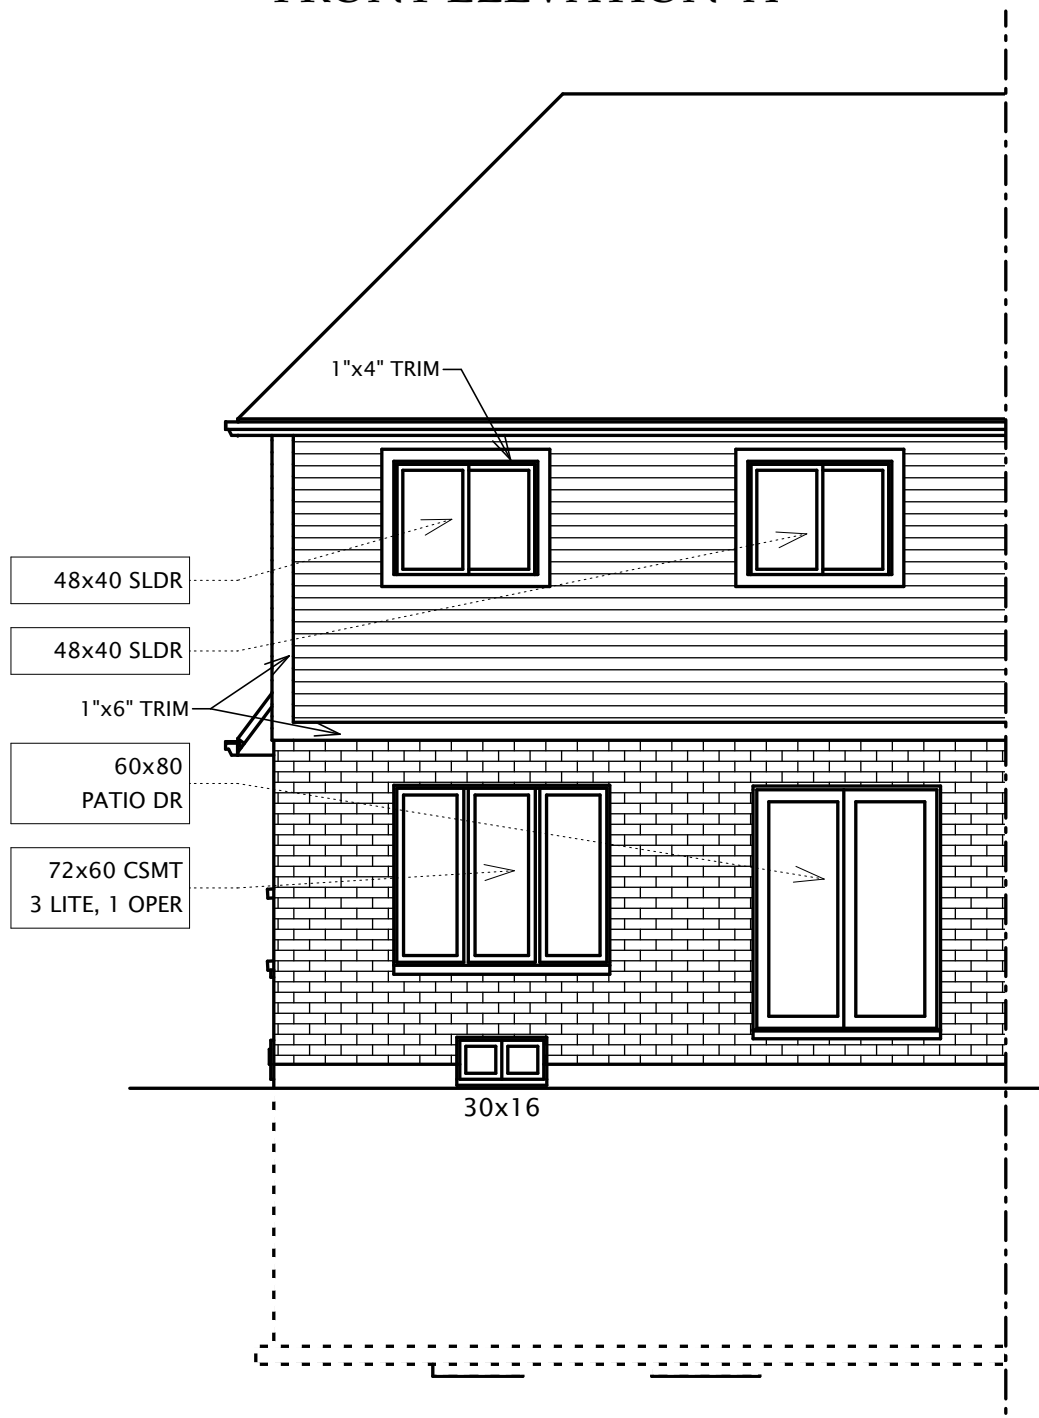 1"x4" TRIM
48x40 SLDR
48x40 SLDR
1"x6" TRIM
60x80
PATIO DR
72x60 CSMT
3 LITE, 1 OPER
30x16